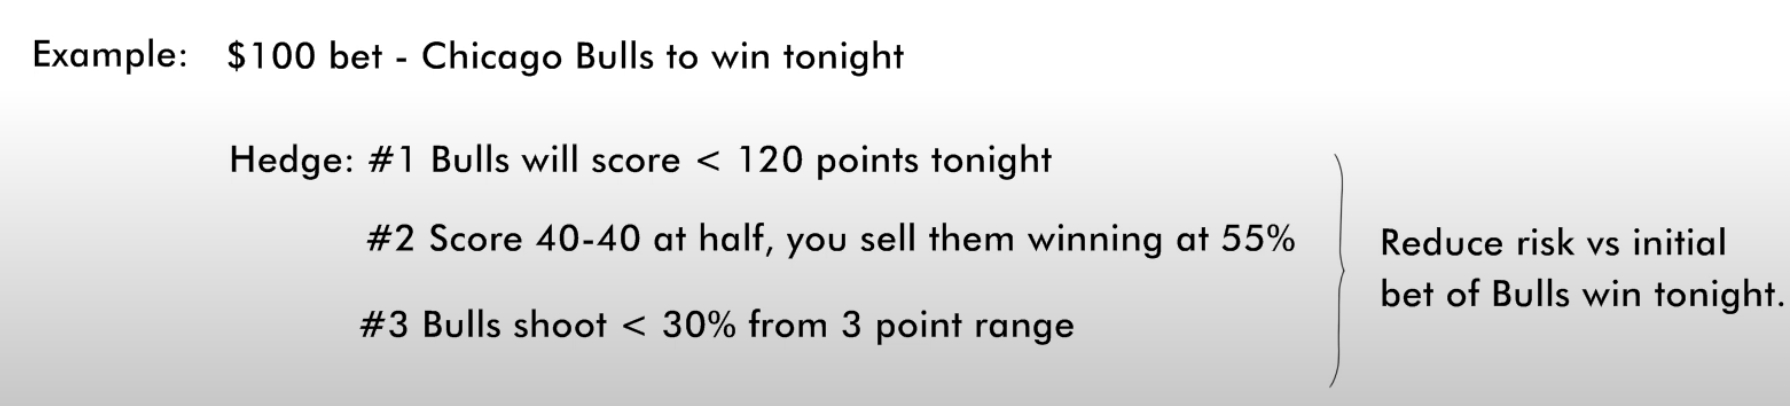 Example: $100 bet - Chicago Bulls to win tonight
Hedge: #1 Bulls will score < 120 points tonight
#2 Score 40-40 at half, you sell them winning at 55%
#3 Bulls shoot < 30% from 3 point range
Reduce risk vs initial
bet of Bulls win tonight.